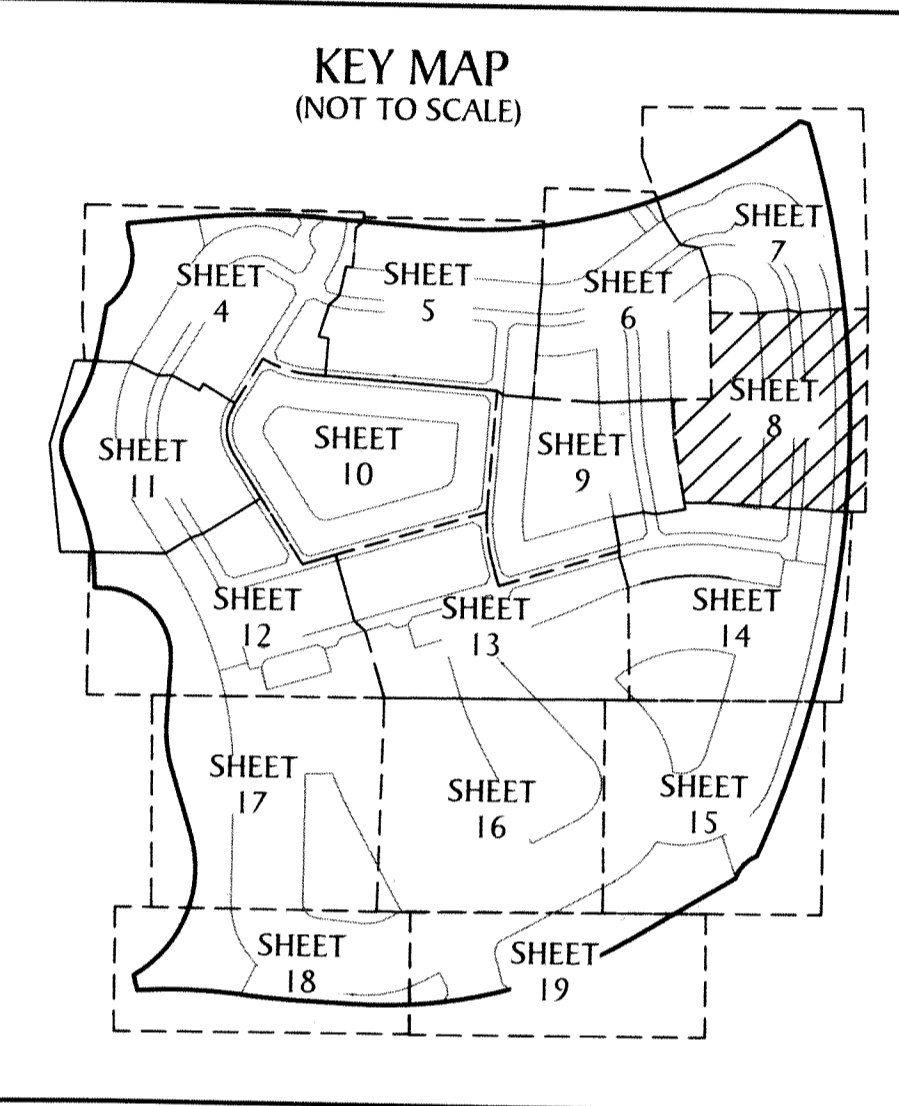 KEY MAP
(NOT TO SCALE)
SHEET
7
SHEET
4
SHEET
5
SHEET
6
SHEET
8
SHEET
11
SHEET
10
SHEET
9
SHEET
12
SHEET
13
SHEET
14
SHEET
17
SHEET
16
SHEET
15
SHEET
18
SHEET
19